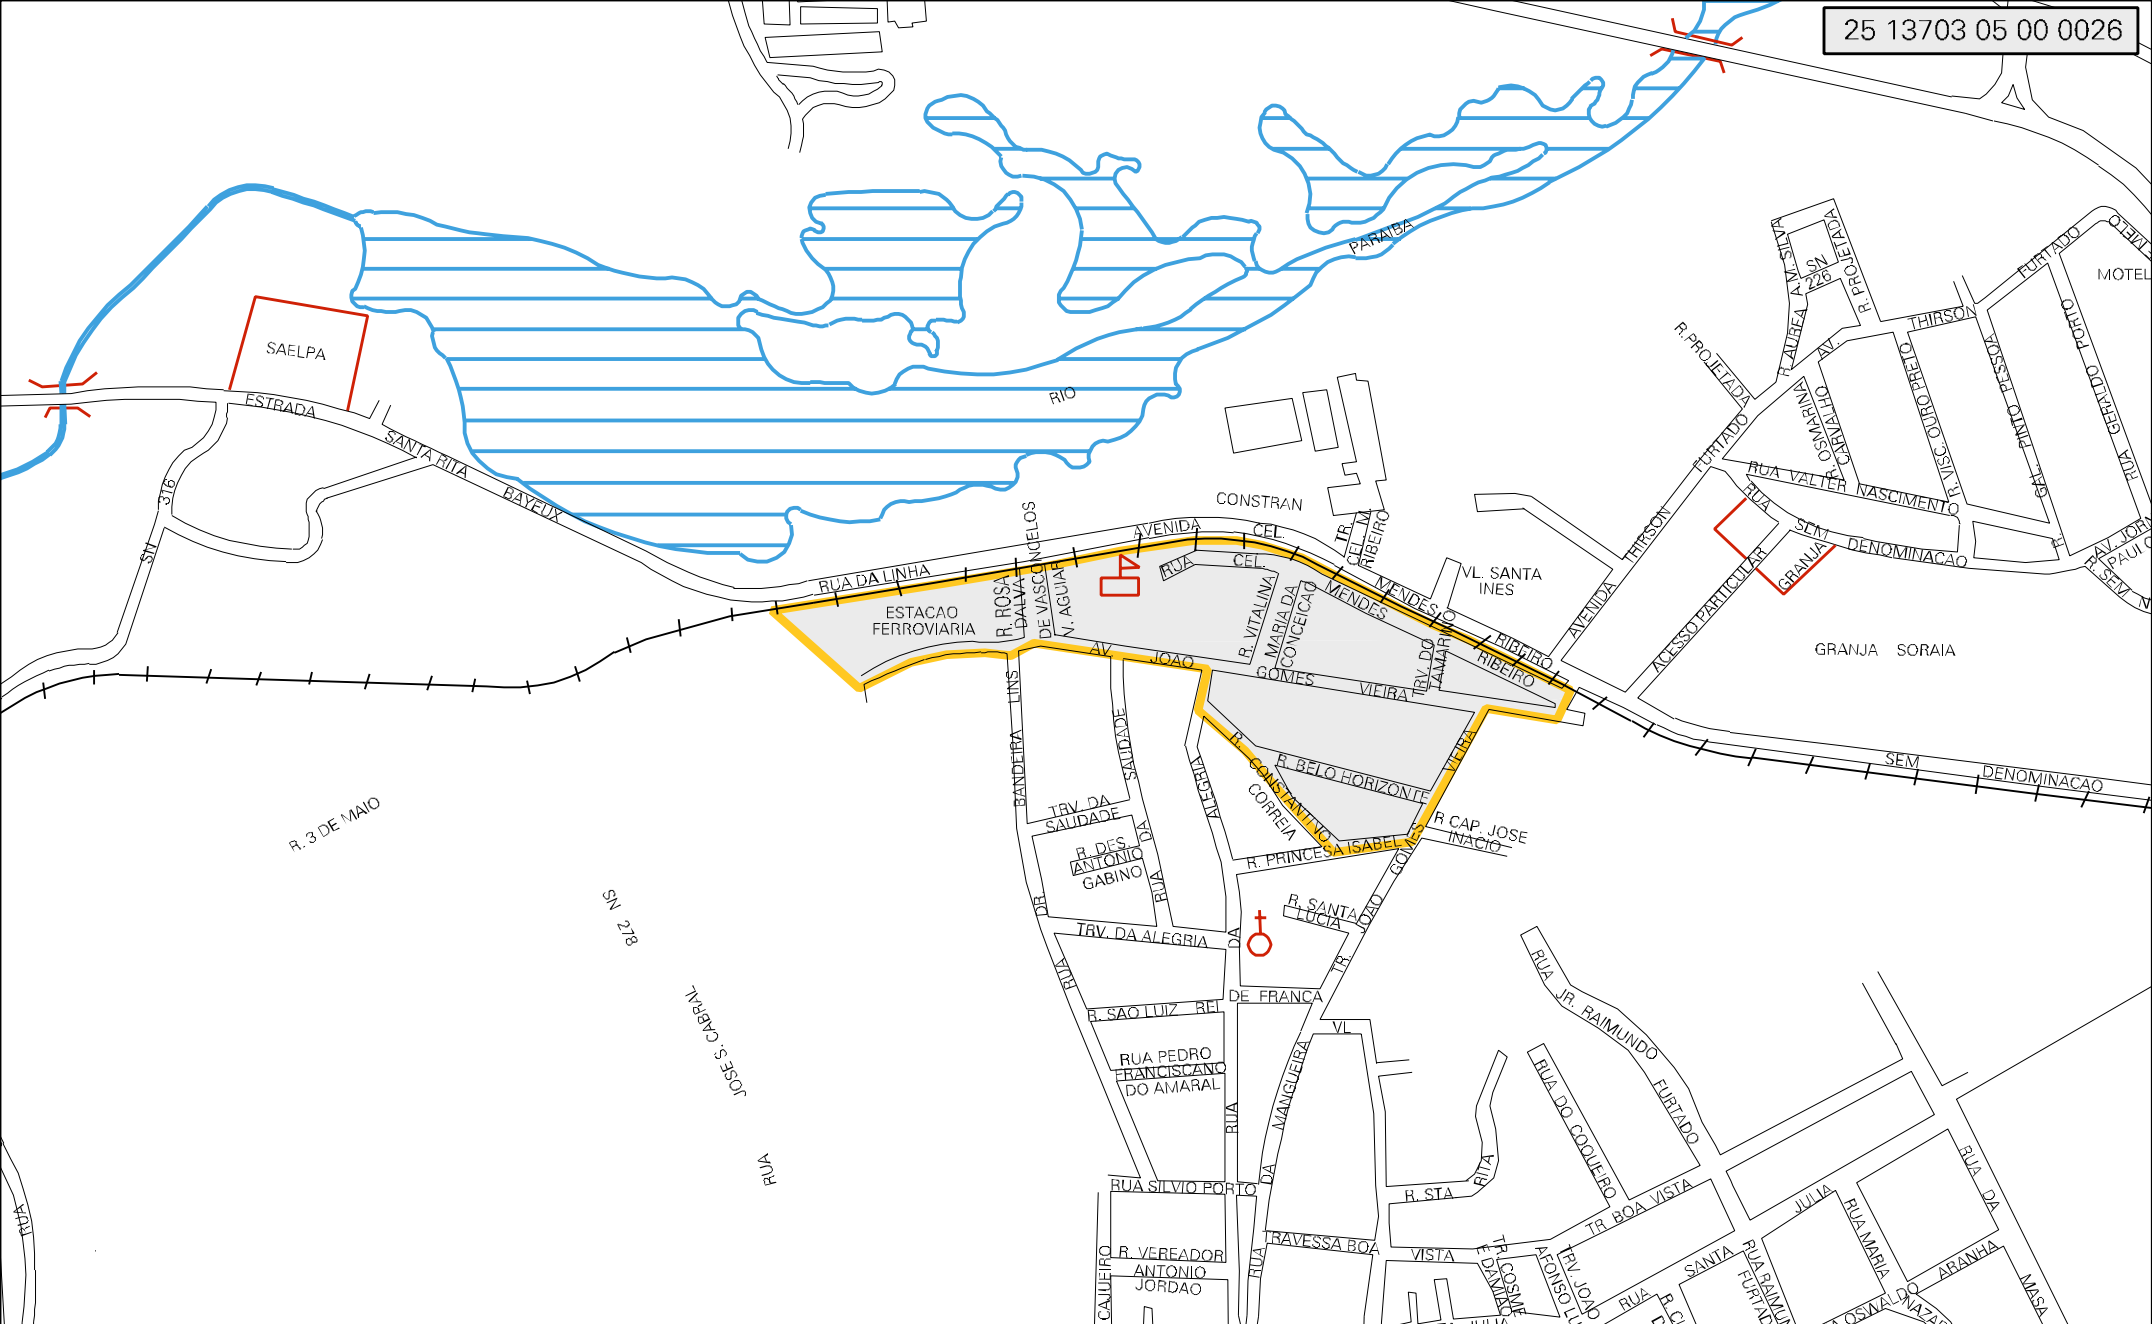 25 13703 05 00 0026
PARAIBA
RIO
SAELPA
ESTRADA
SANTA RITA
BAYEUX
SN
316
CONSTRAN
AVENIDA
CEL.
MENDES
RIBEIRO
RUA DA LINHA
ESTACAO
FERROVIARIA
R. ROSA
DALVA
DE VASCONCELOS
V. AGUIAR
RUA
CEL.
MENDES
RIBEIRO
R. VITALINA
MARIA DA
CONCEICAO
TRV. DO
TAMARINO
TR.
CEL. M.
RIBEIRO
VL. SANTA
INES
AV
JOAO
GOMES
VIEIRA
R.
CONSTANTINO
CORREIA
R. BELO HORIZONTE
R. PRINCESA ISABEL
R CAP. JOSE
INACIO
TR.
JOAO
GOMES
VIEIRA
R. SANTA
LUCIA
RUA
DR.
BANDEIRA
LINS
RUA
DA
SAUDADE
TRV. DA
SAUDADE
R. DES.
ANTONIO
GABINO
TRV. DA ALEGRIA
RUA
DA
ALEGRIA
R. SAO LUIZ REI
DE FRANCA
VL
RUA PEDRO
FRANCISCANO
DO AMARAL
RUA SILVIO PORTO
RUA
DA
MANGUEIRA
R. VEREADOR
ANTONIO
JORDAO
CAJUEIRO
TRAVESSA BOA
VISTA
R. STA
RITA
R. 3 DE MAIO
SN 278
RUA
JOSE S. CABRAL
RUA
R. PROJETADA
R. AUREA A.M. SILVA
SN
226
R. PROJETADA
AV.
THIRSON
FURTADO
R. OSMARINA
CARVALHO
R. VISC. OURO PRETO
GAL. PINTO PESSOA
RUA GERALDO PORTO
MOTEL
MELO
RUA VALTER NASCIMENTO
RUA
SEM
DENOMINACAO
AVENIDA
THIRSON
FURTADO
ACESSO PARTICULAR
GRANJA
GRANJA SORAIA
R. SEM
SEM
DENOMINACAO
RUA
JR. RAIMUNDO
FURTADO
RUA DO COQUEIRO
TR BOA VISTA
TR. COSME
E DAMIAO
TRV. JOAO
AFONSO
RUA
SANTA
JULIA
RUA MARIA
OSWALDO
ARANHA
RUA
DA
MASA